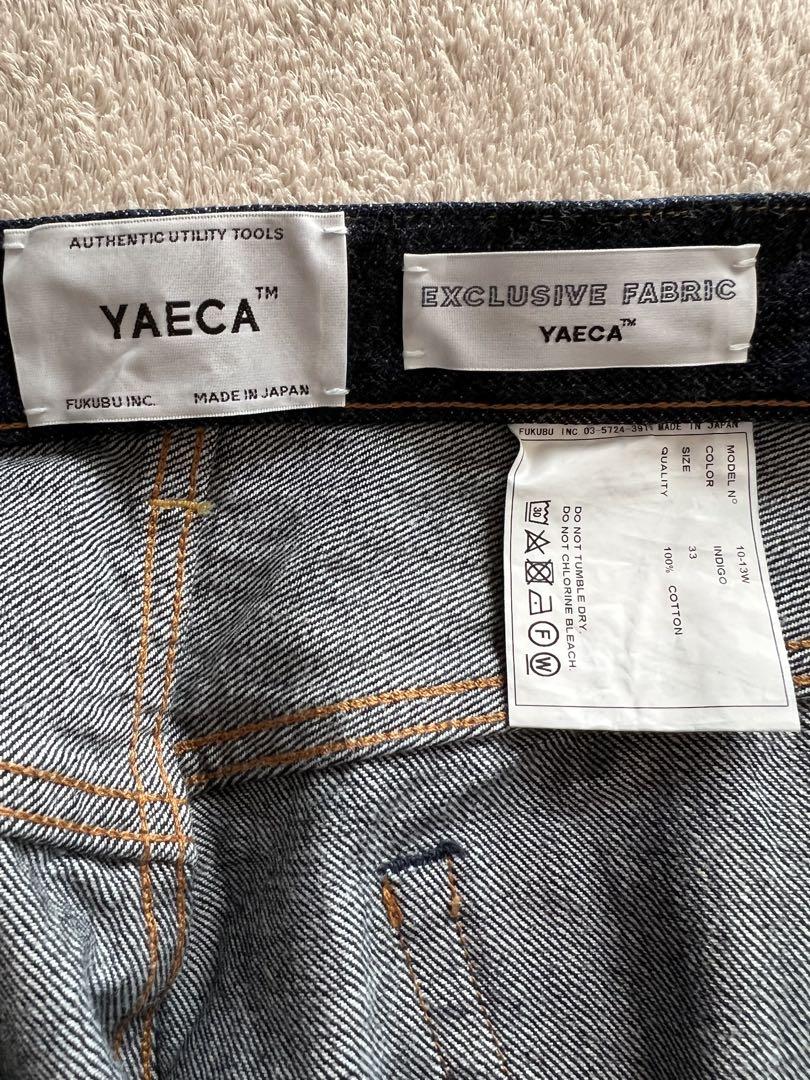 AUTHENTIC UTILITY TOOLS
YAECA™
FUKUBU INC. MADE IN JAPAN
EXCLUSIVE FABRIC
YAECA™
FUKUBU INC 03-5724-391 MADE IN JAPAN
MODEL Nº 10-13W
COLOR INDIGO
SIZE 33
QUALITY 100% COTTON
DO NOT TUMBLE DRY.
DO NOT CHLORINE BLEACH.
30
F
W